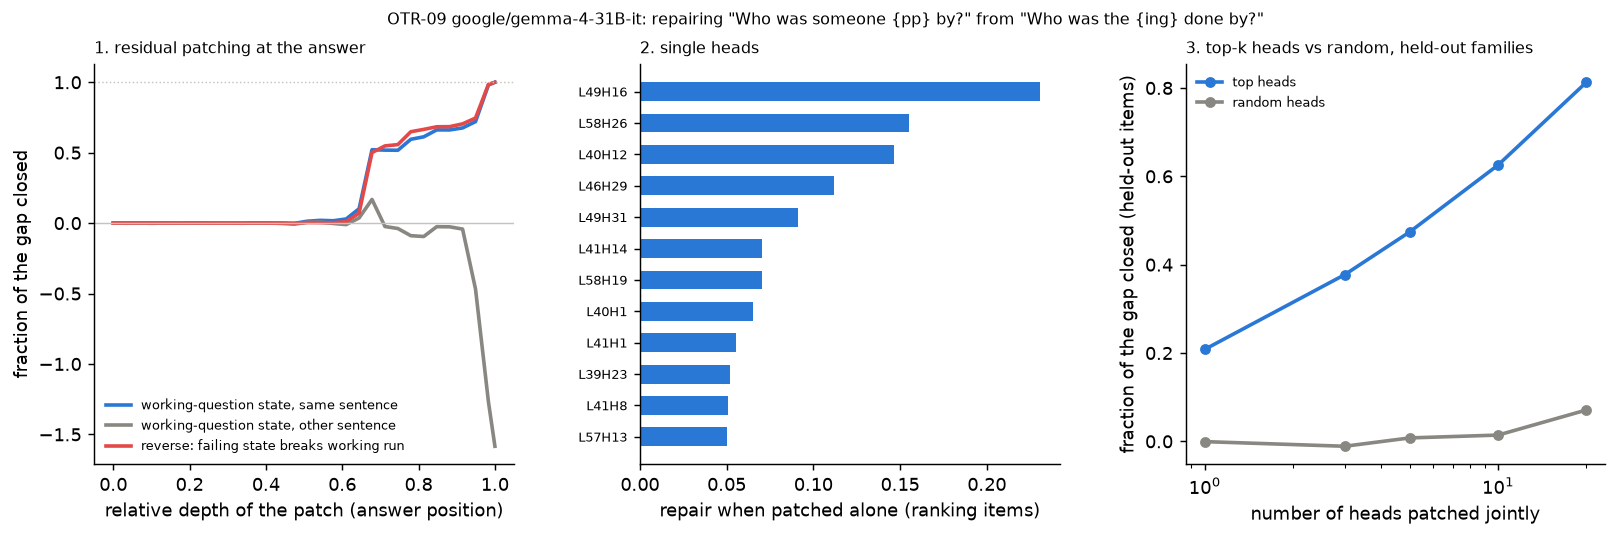 OTR-09 google/gemma-4-31B-it: repairing "Who was someone {pp} by?" from "Who was the {ing} done by?"
1. residual patching at the answer
fraction of the gap closed
1.0
0.5
0.0
−0.5
−1.0
−1.5
working-question state, same sentence
working-question state, other sentence
reverse: failing state breaks working run
0.0 0.2 0.4 0.6 0.8 1.0
relative depth of the patch (answer position)
2. single heads
L49H16
L58H26
L40H12
L46H29
L49H31
L41H14
L58H19
L40H1
L41H1
L39H23
L41H8
L57H13
0.00 0.05 0.10 0.15 0.20
repair when patched alone (ranking items)
3. top-k heads vs random, held-out families
fraction of the gap closed (held-out items)
top heads
random heads
0.8
0.6
0.4
0.2
0.0
10⁰ 10¹
number of heads patched jointly